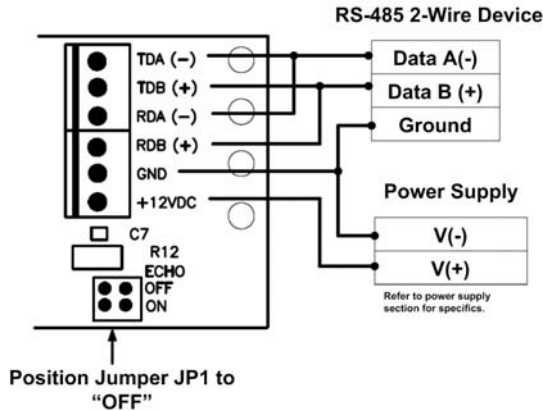 RS-485 2-Wire Device
TDA (-)
TDB (+)
RDA (-)
RDB (+)
GND
+12VDC
C7
R12
ECHO
OFF
ON
Data A(-)
Data B (+)
Ground
Power Supply
V(-)
V(+)
Refer to power supply
section for specifics.
Position Jumper JP1 to
“OFF”